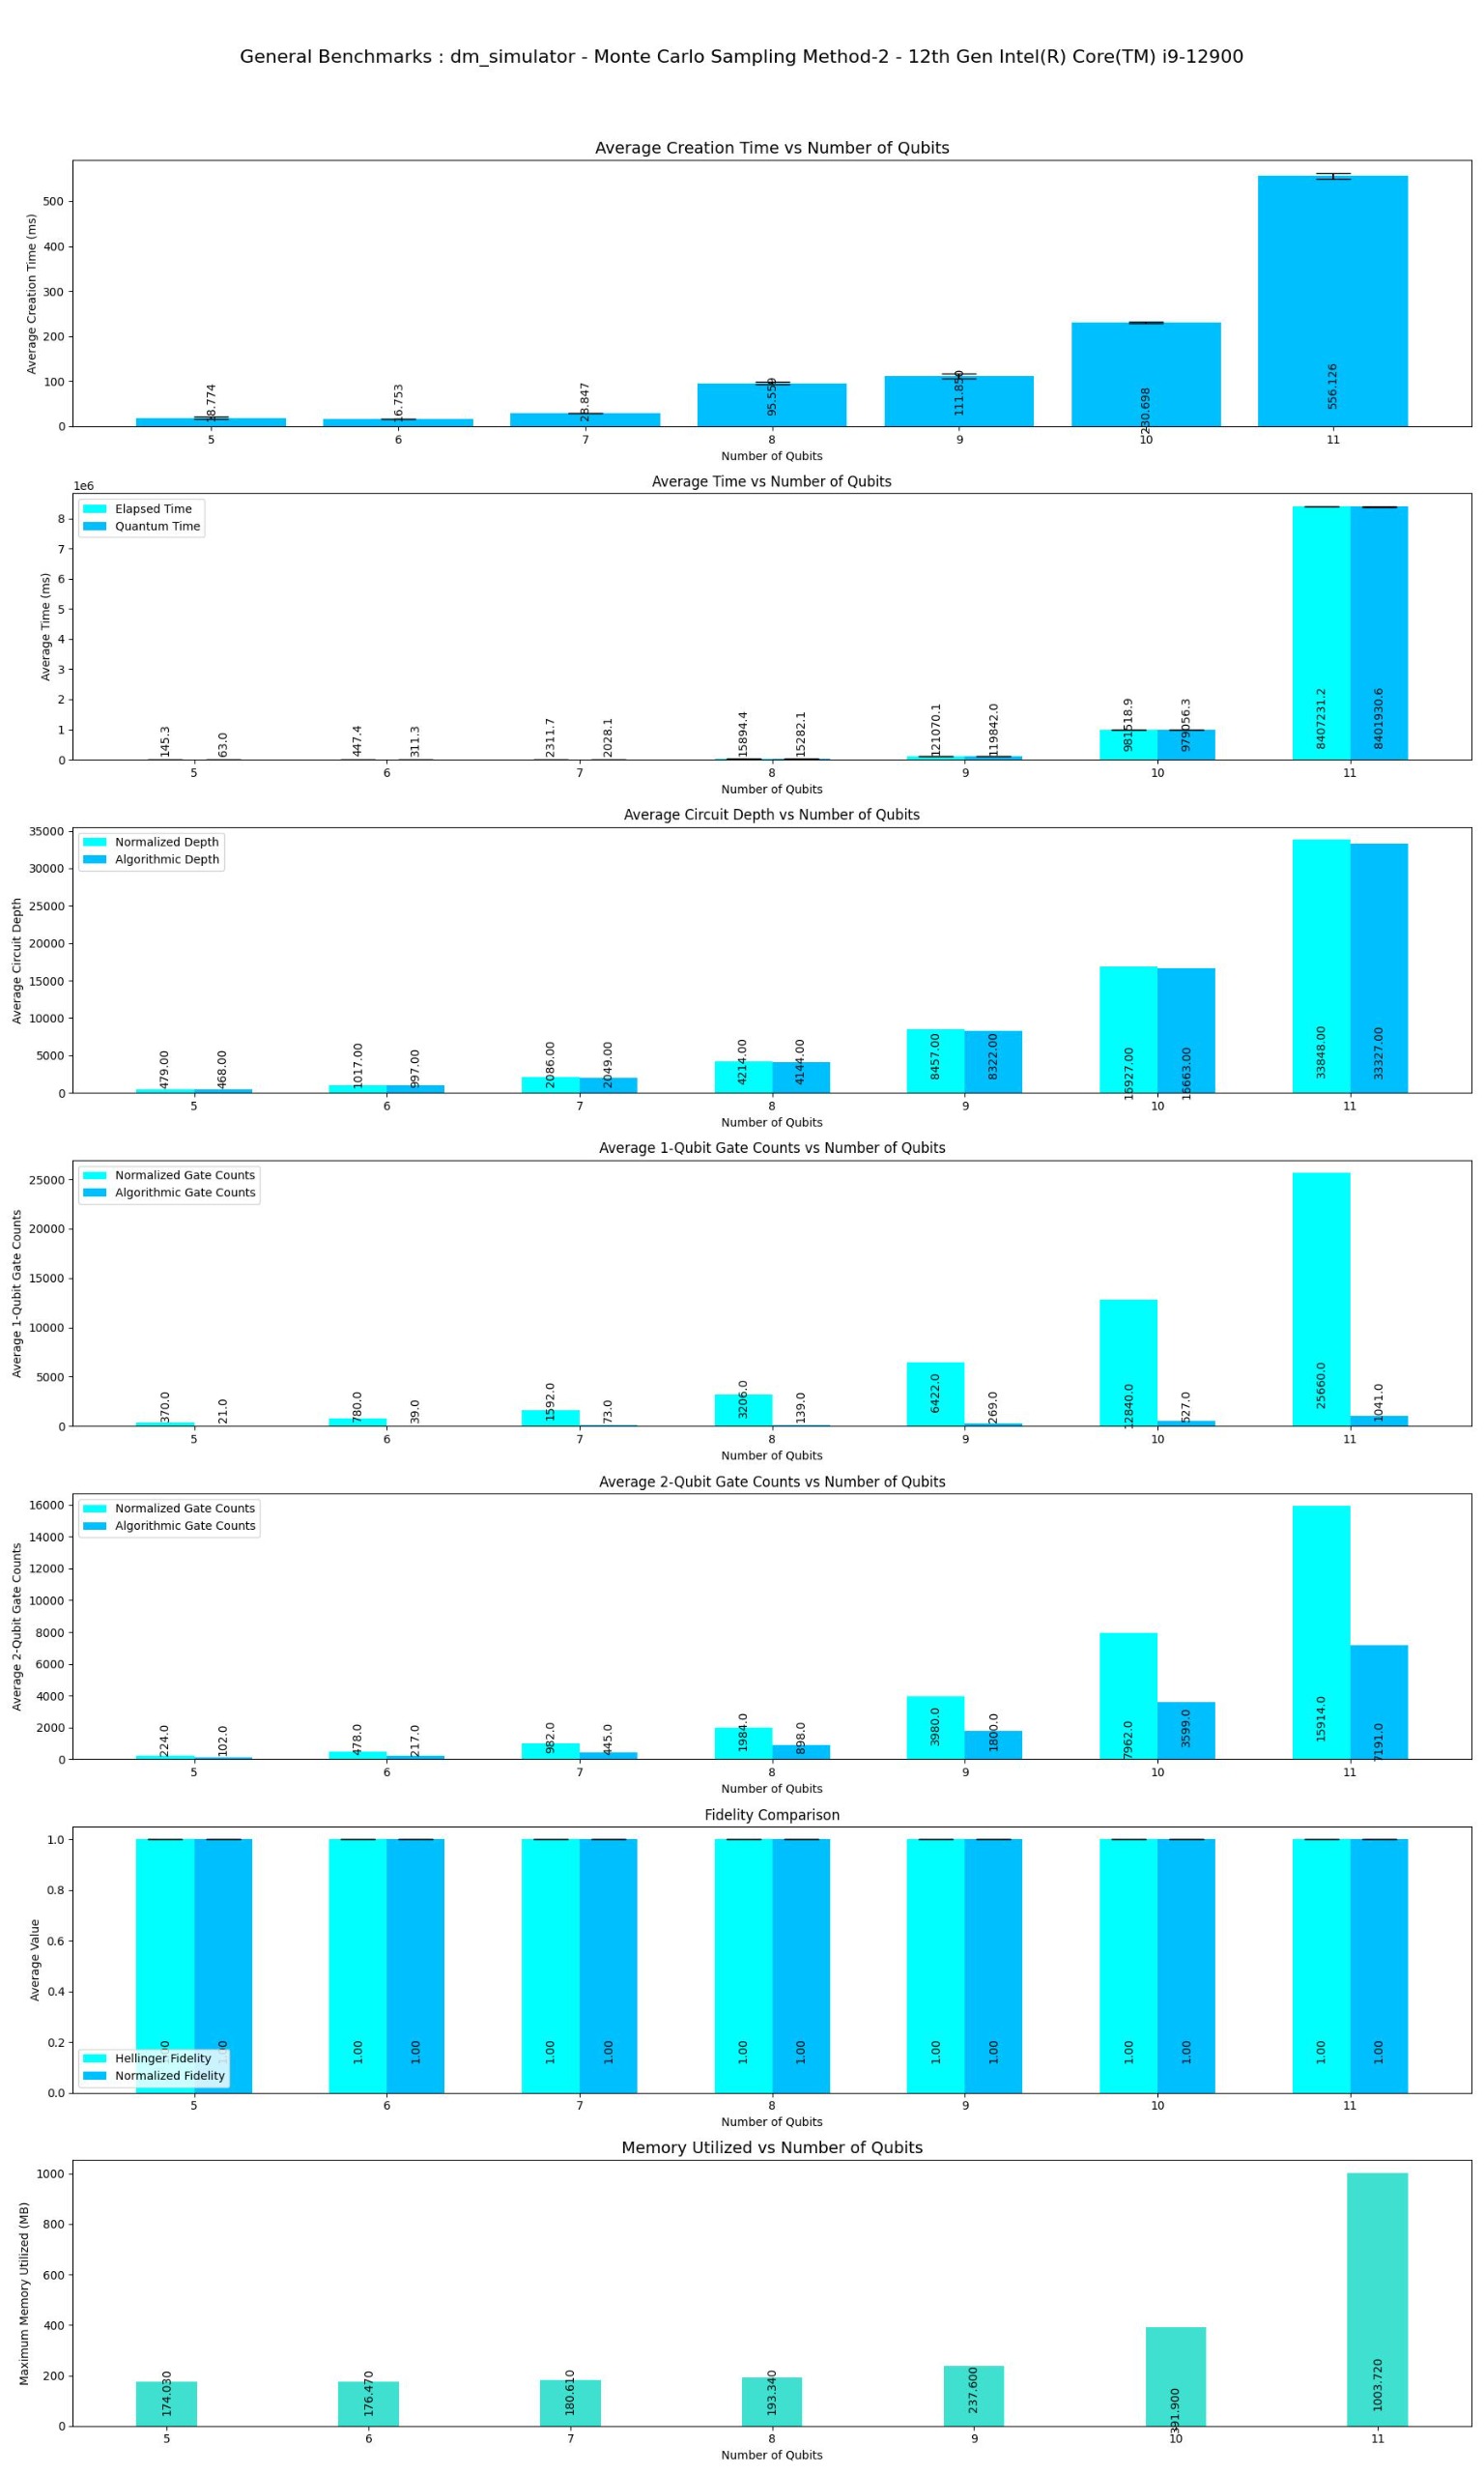 General Benchmarks : dm_simulator - Monte Carlo Sampling Method-2 - 12th Gen Intel(R) Core(TM) i9-12900
Average Creation Time vs Number of Qubits
Average Creation Time (ms)
500
400
300
200
100
0
18.774
16.753
28.847
95.559
111.850
230.698
556.126
5 6 7 8 9 10 11
Number of Qubits
Average Time vs Number of Qubits
1e6
Elapsed Time
Quantum Time
Average Time (ms)
8
7
6
5
4
3
2
1
0
145.3 63.0 447.4 311.3 2311.7 2028.1 15894.4 15282.1 121070.1 119842.0 981518.9 979056.3 8407231.2 8401930.6
5 6 7 8 9 10 11
Number of Qubits
Average Circuit Depth vs Number of Qubits
Normalized Depth
Algorithmic Depth
Average Circuit Depth
35000
30000
25000
20000
15000
10000
5000
0
479.00 468.00 1017.00 997.00 2086.00 2049.00 4214.00 4144.00 8457.00 8322.00 16927.00 16663.00 33848.00 33327.00
5 6 7 8 9 10 11
Number of Qubits
Average 1-Qubit Gate Counts vs Number of Qubits
Normalized Gate Counts
Algorithmic Gate Counts
Average 1-Qubit Gate Counts
25000
20000
15000
10000
5000
0
370.0 21.0 780.0 39.0 1592.0 73.0 3206.0 139.0 6422.0 269.0 12840.0 527.0 25660.0 1041.0
5 6 7 8 9 10 11
Number of Qubits
Average 2-Qubit Gate Counts vs Number of Qubits
Normalized Gate Counts
Algorithmic Gate Counts
Average 2-Qubit Gate Counts
16000
14000
12000
10000
8000
6000
4000
2000
0
224.0 102.0 478.0 217.0 982.0 445.0 1984.0 898.0 3980.0 1800.0 7962.0 3599.0 15914.0 7191.0
5 6 7 8 9 10 11
Number of Qubits
Fidelity Comparison
Average Value
1.0
0.8
0.6
0.4
0.2
0.0
1.00 1.00 1.00 1.00 1.00 1.00 1.00 1.00 1.00 1.00 1.00 1.00
Hellinger Fidelity
Normalized Fidelity
5 6 7 8 9 10 11
Number of Qubits
Memory Utilized vs Number of Qubits
Maximum Memory Utilized (MB)
1000
800
600
400
200
0
174.030 176.470 180.610 193.340 237.600 391.900 1003.720
5 6 7 8 9 10 11
Number of Qubits